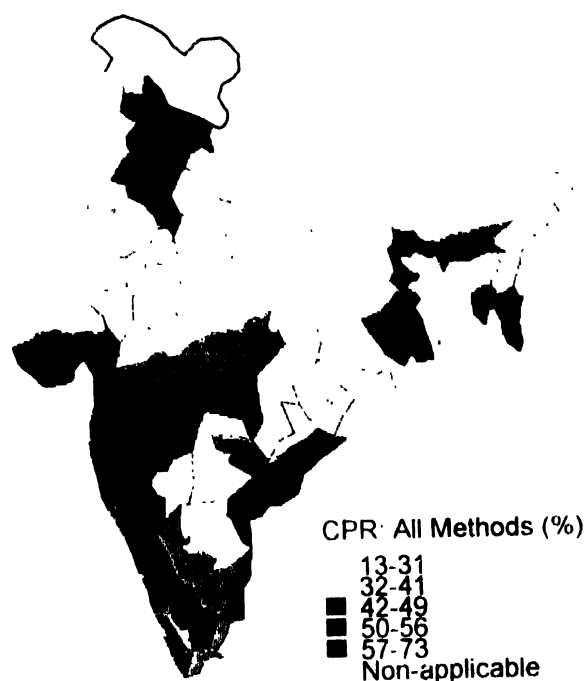 CPR: All Methods (%)
13-31
32-41
42-49
50-56
57-73
Non-applicable